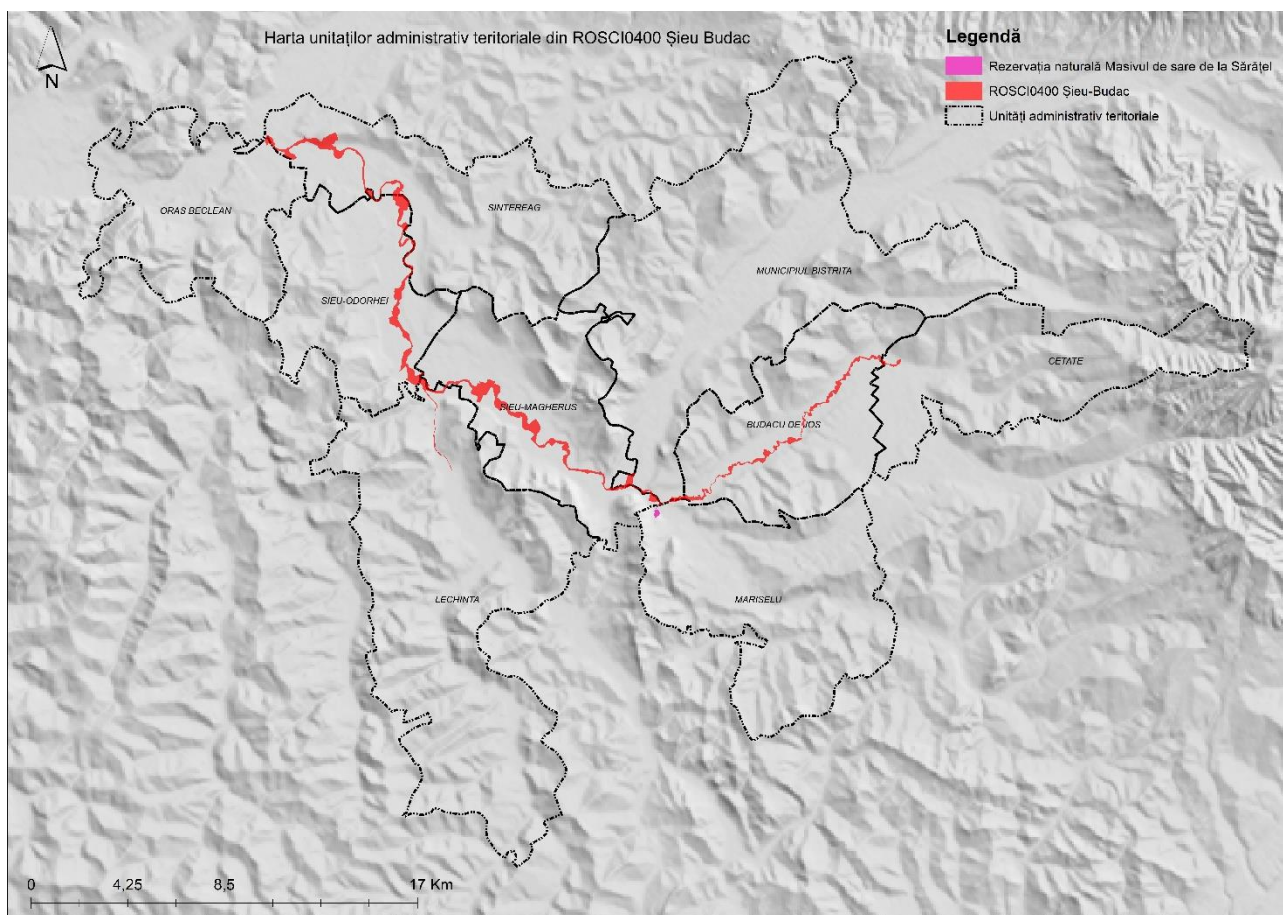 Harta unitaților administrativ teritoriale din ROSCI0400 Șieu Budac
N
Legendă
Rezervația naturală Masivul de sare de la Sărățel
ROSCI0400 Șieu-Budac
Unități administrativ teritoriale
ORAS BECLEAN
SINTEREAG
MUNICIPIUL BISTRITA
SIEU-ODORHEI
CETATE
SIEU-MAGHERUS
BUDACU DE JOS
LECHINTA
MARISELU
0 4,25 8,5 17 Km